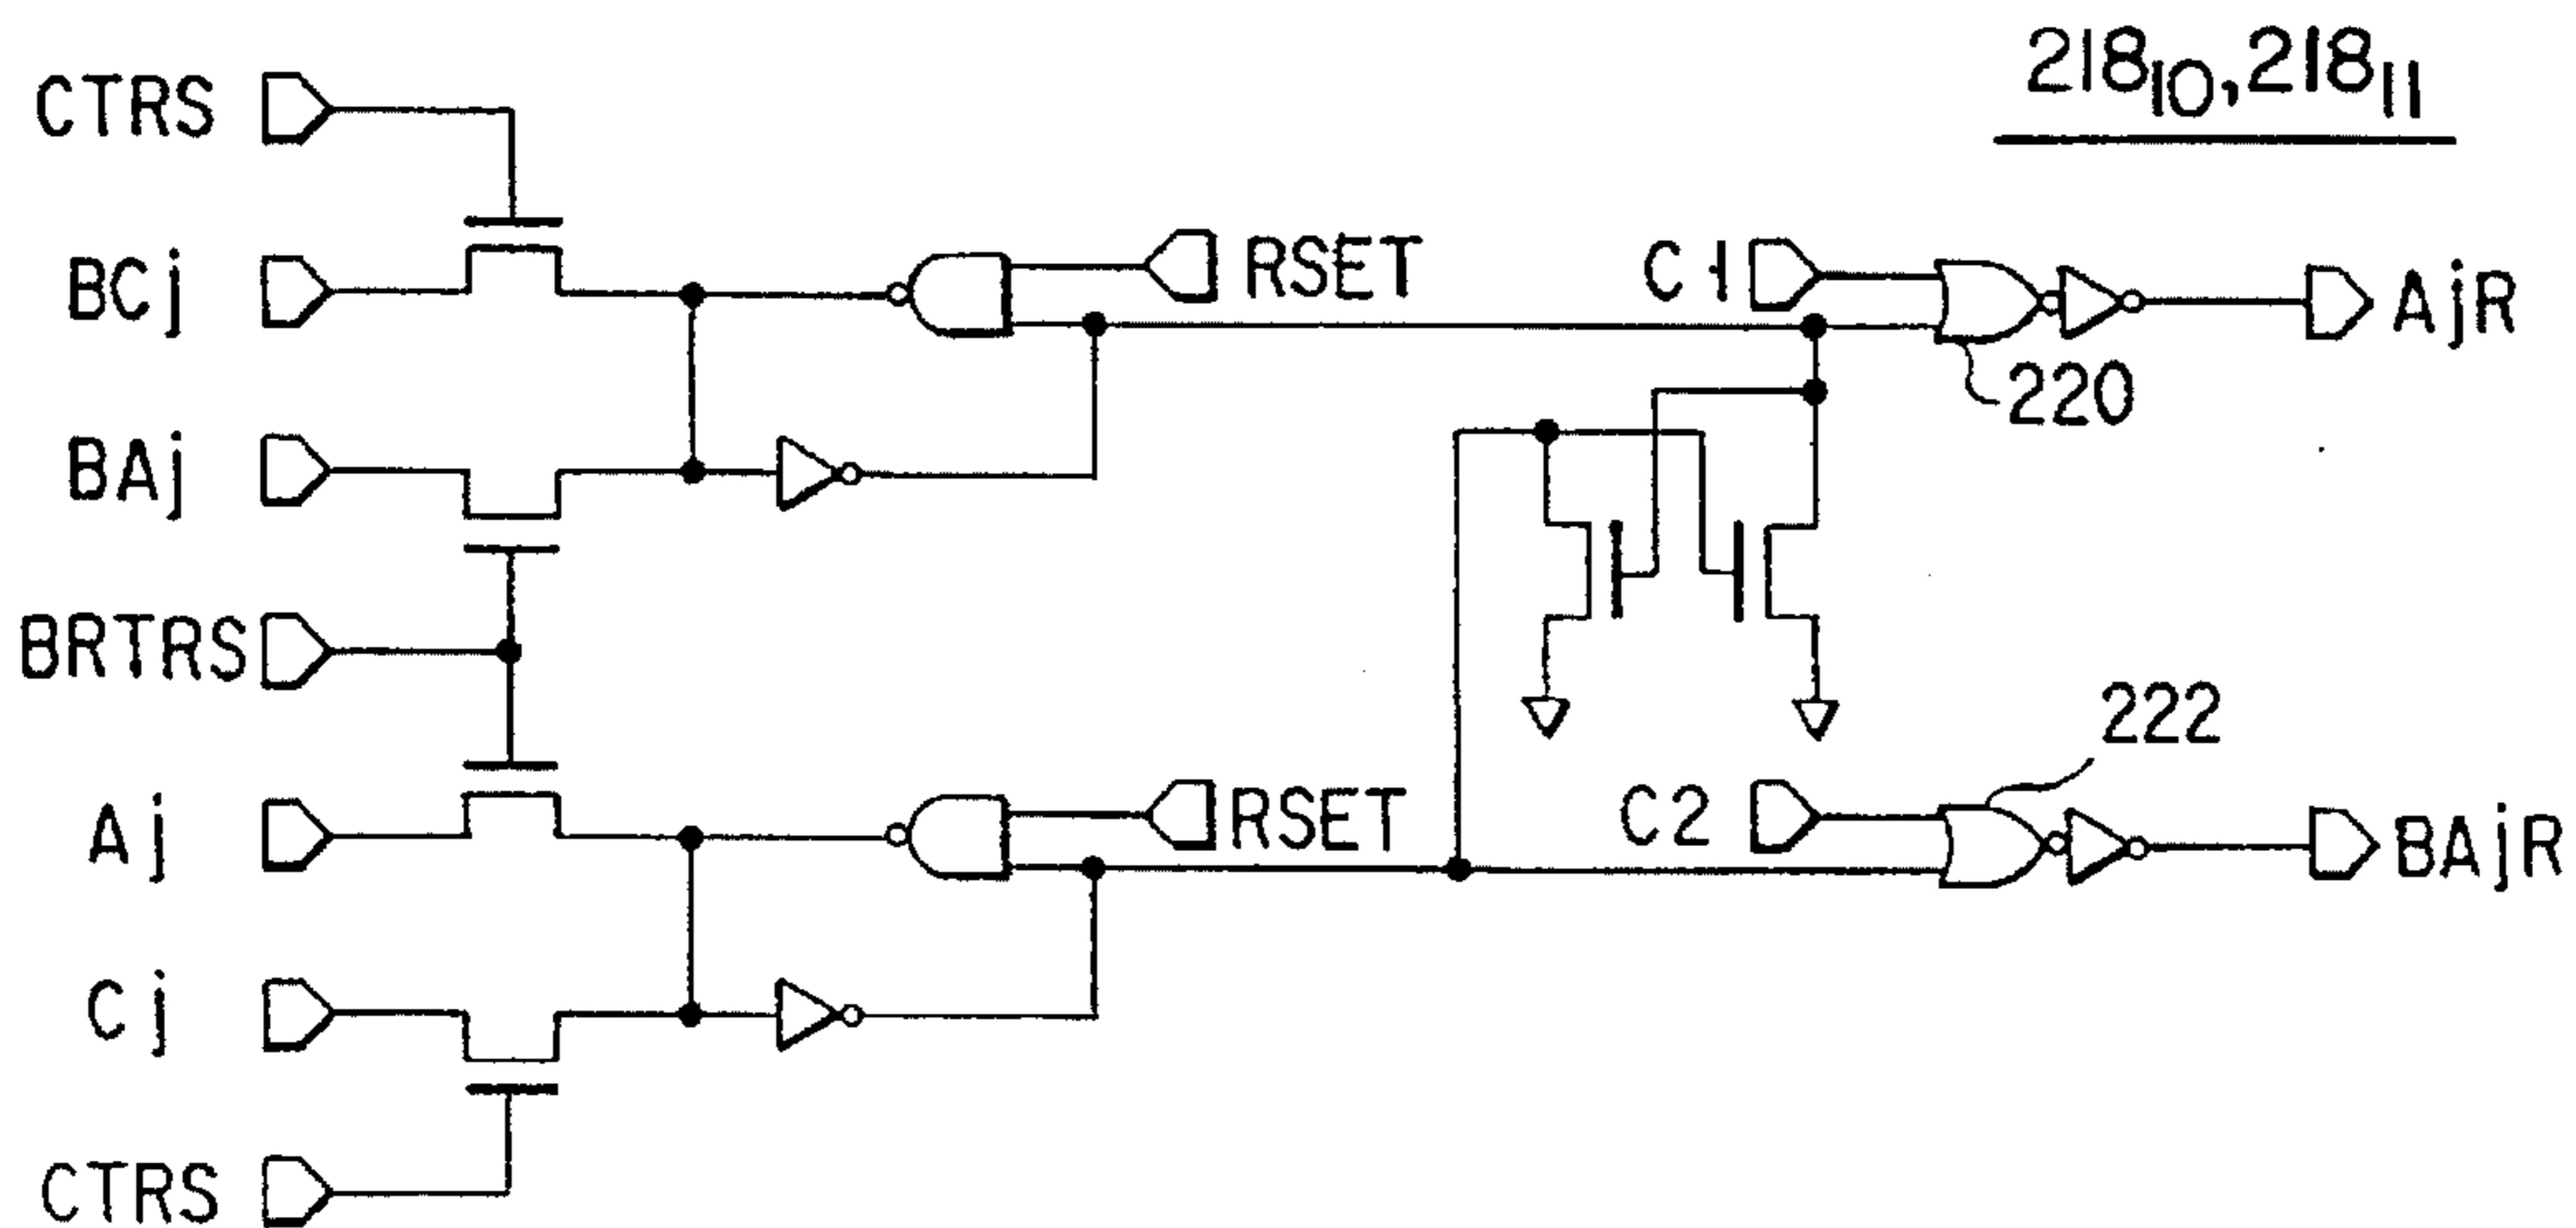 218₁₀, 218₁₁
CTRS
BCj
RSET
C1
AjR
220
BAj
BRTRS
222
Aj
RSET
C2
BAjR
Cj
CTRS